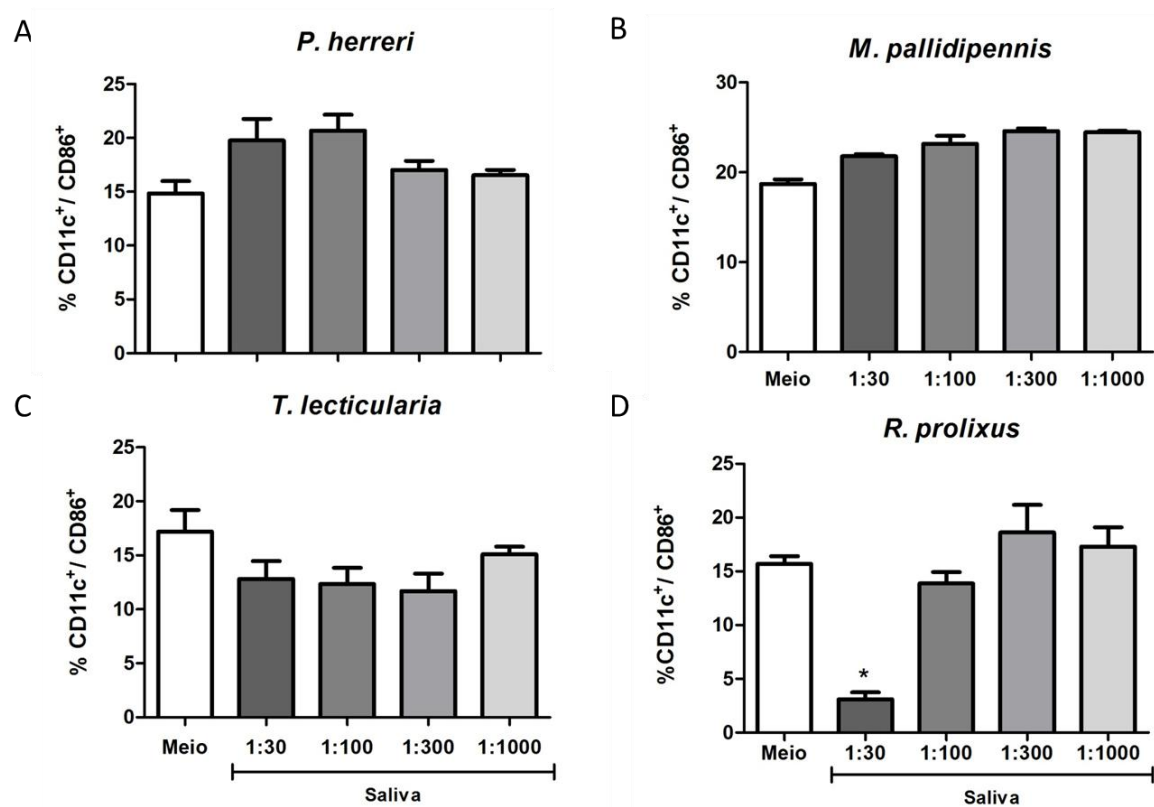 A
P. herreri
% CD11c⁺/ CD86⁺
25
20
15
10
5
0
B
M. pallidipennis
% CD11c⁺/ CD86⁺
30
20
10
0
Meio 1:30 1:100 1:300 1:1000
C
T. lecticularia
% CD11c⁺/ CD86⁺
25
20
15
10
5
0
Meio 1:30 1:100 1:300 1:1000
Saliva
D
R. prolixus
%CD11c⁺/ CD86⁺
25
20
15
10
5
0
*
Meio 1:30 1:100 1:300 1:1000
Saliva